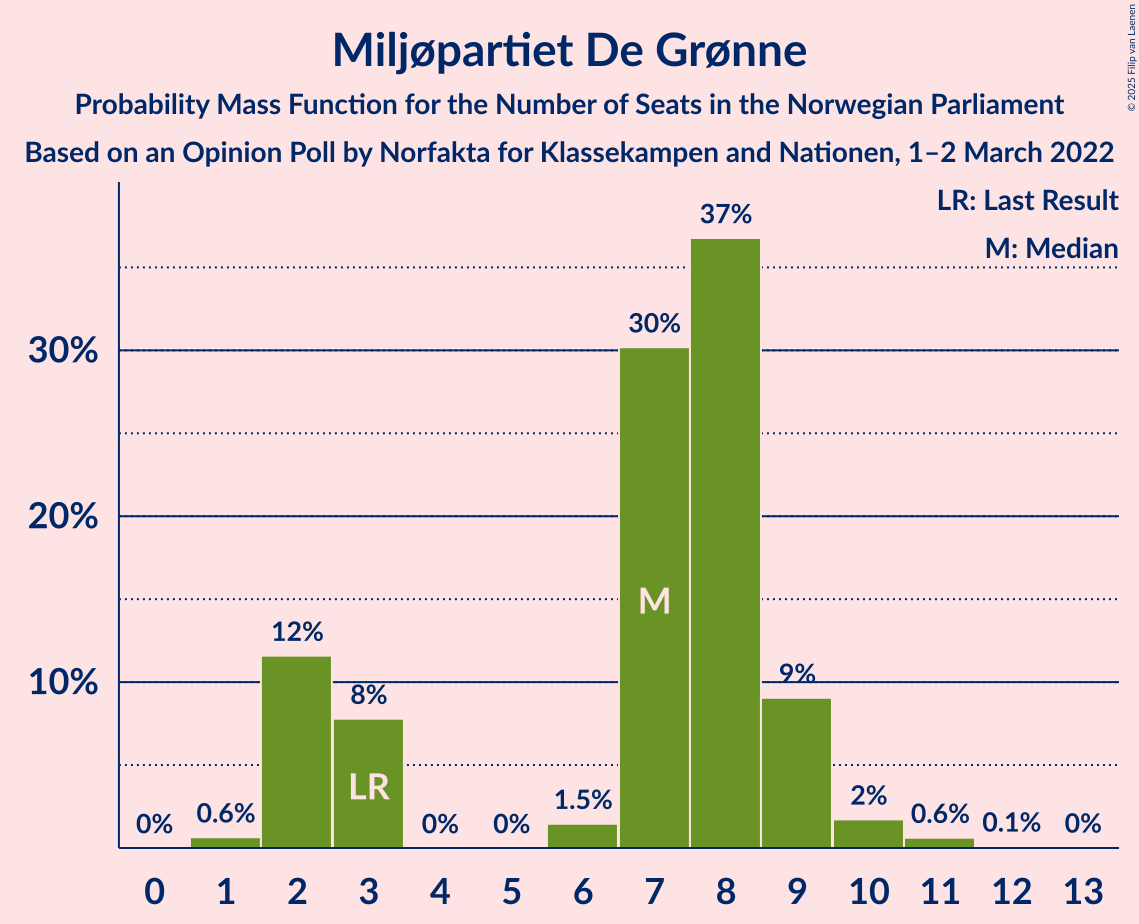 Miljøpartiet De Grønne
Probability Mass Function for the Number of Seats in the Norwegian Parliament
Based on an Opinion Poll by Norfakta for Klassekampen and Nationen, 1–2 March 2022
© 2025 Filip van Laenen
LR: Last Result
M: Median
37%
30%
30%
20%
M
12%
10%
9%
8%
LR
0%
0.6%
0%
0%
1.5%
2%
0.6%
0.1%
0%
0 1 2 3 4 5 6 7 8 9 10 11 12 13